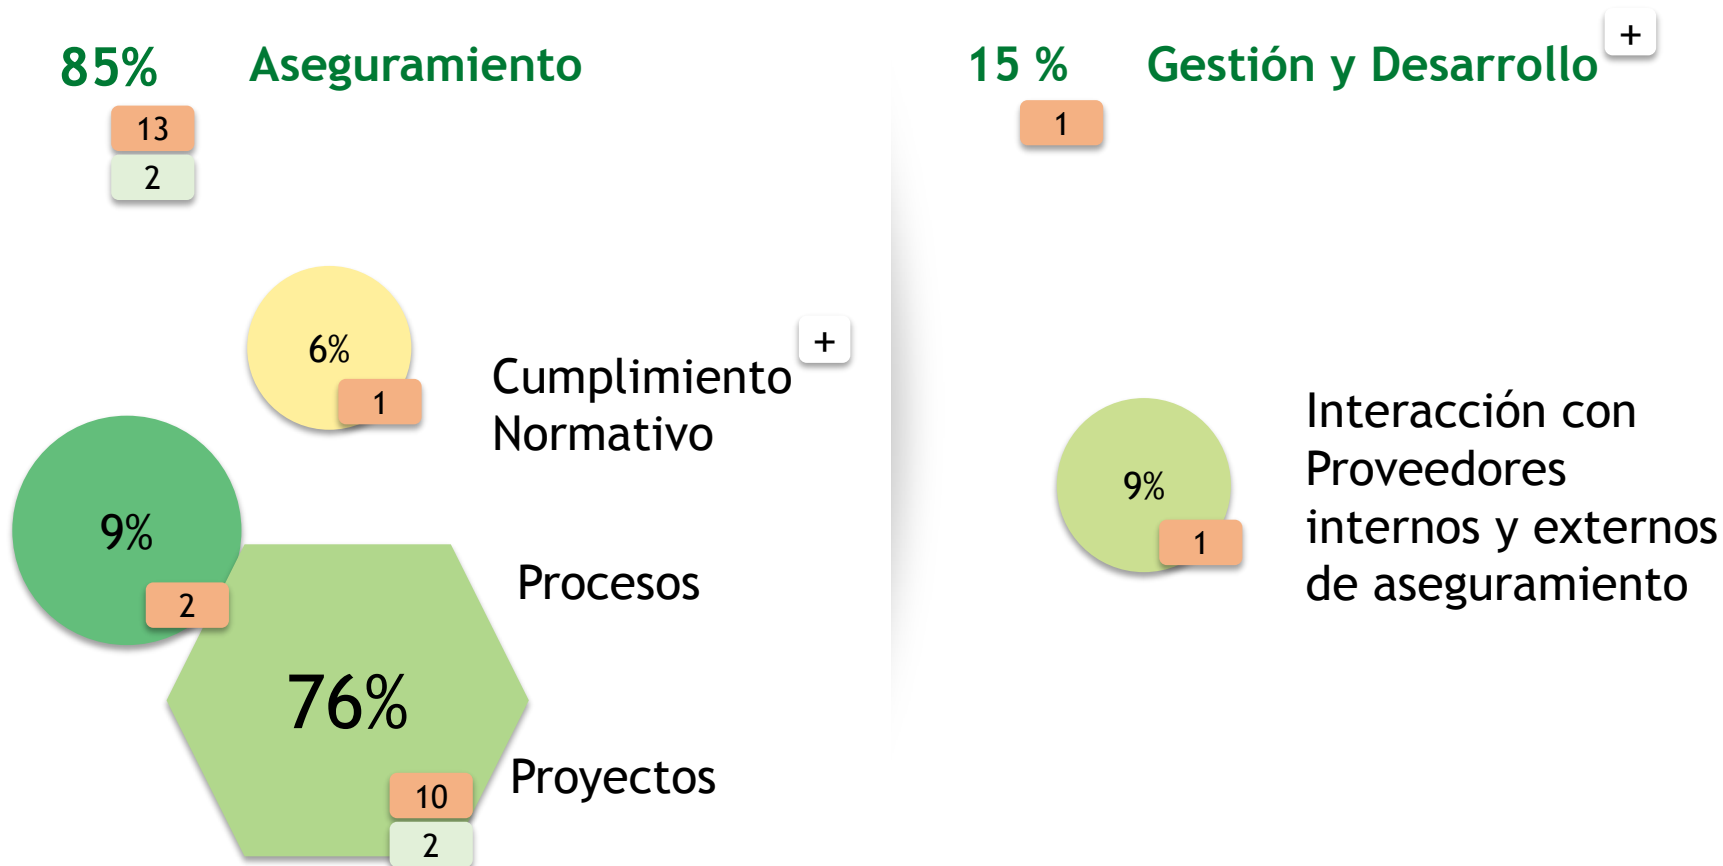 85% Aseguramiento
13
2
6%
1
Cumplimiento +
Normativo
9%
2
Procesos
76%
Proyectos
10
2
15 % Gestión y Desarrollo +
1
9%
1
Interacción con
Proveedores
internos y externos
de aseguramiento